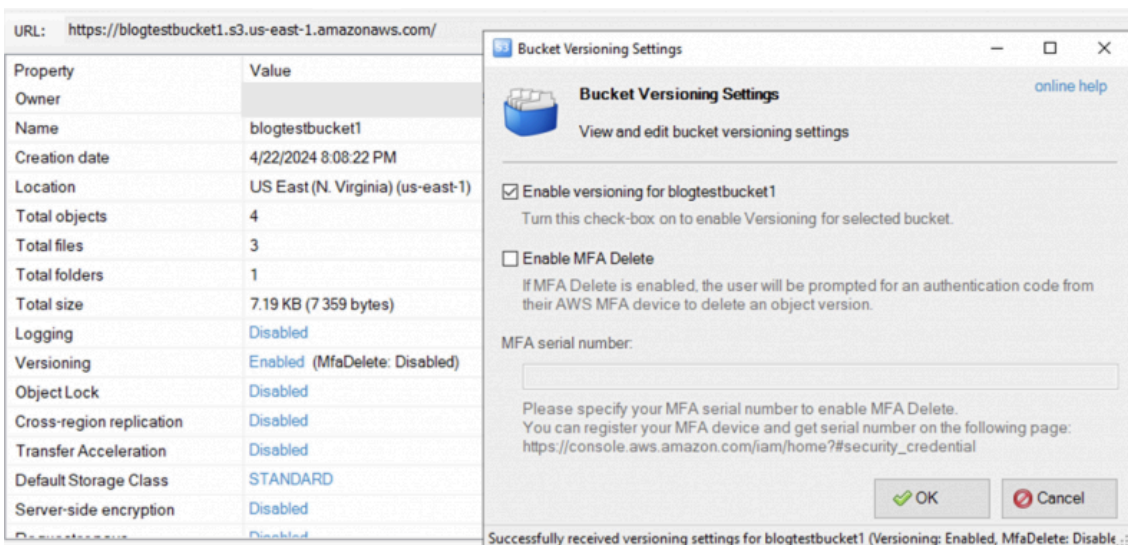 URL: https://blogtestbucket1.s3.us-east-1.amazonaws.com/
Property Value
Owner
Name blogtestbucket1
Creation date 4/22/2024 8:08:22 PM
Location US East (N. Virginia) (us-east-1)
Total objects 4
Total files 3
Total folders 1
Total size 7.19 KB (7 359 bytes)
Logging Disabled
Versioning Enabled (MfaDelete: Disabled)
Object Lock Disabled
Cross-region replication Disabled
Transfer Acceleration Disabled
Default Storage Class STANDARD
Server-side encryption Disabled
Disabled
S3 Bucket Versioning Settings
online help
Bucket Versioning Settings
View and edit bucket versioning settings
Enable versioning for blogtestbucket1
Turn this check-box on to enable Versioning for selected bucket.
Enable MFA Delete
If MFA Delete is enabled, the user will be prompted for an authentication code from
their AWS MFA device to delete an object version.
MFA serial number:
Please specify your MFA serial number to enable MFA Delete.
You can register your MFA device and get serial number on the following page:
https://console.aws.amazon.com/iam/home?#security_credential
OK Cancel
Successfully received versioning settings for blogtestbucket1 (Versioning: Enabled, MfaDelete: Disable